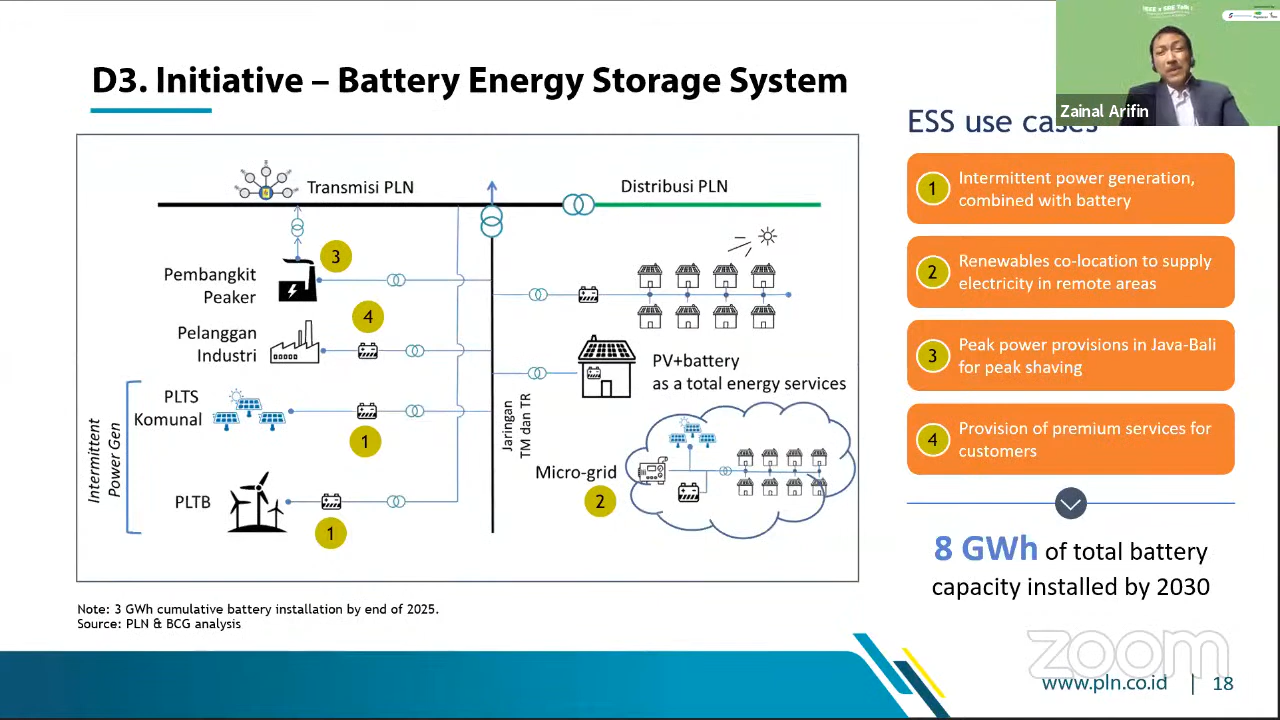 D3. Initiative – Battery Energy Storage System
Zainal Arifin
ESS use cases
Transmisi PLN
Distribusi PLN
Pembangkit
Peaker
3
4
Pelanggan
Industri
PLTS
Komunal
1
PLTB
1
Intermittent
Power Gen
Jaringan
TM dan TR
PV+battery
as a total energy services
Micro-grid
2
1
Intermittent power generation,
combined with battery
2
Renewables co-location to supply
electricity in remote areas
3
Peak power provisions in Java-Bali
for peak shaving
4
Provision of premium services for
customers
8 GWh of total battery
capacity installed by 2030
Note: 3 GWh cumulative battery installation by end of 2025.
Source: PLN & BCG analysis
zoom
www.pln.co.id | 18